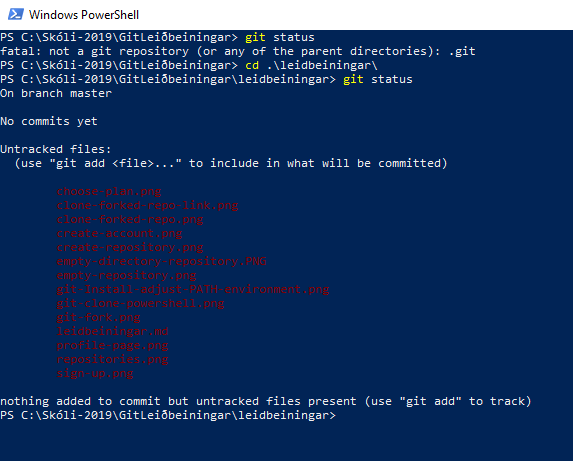 Windows PowerShell
PS C:\Skóli-2019\GitLeiðbeiningar> git status
fatal: not a git repository (or any of the parent directories): .git
PS C:\Skóli-2019\GitLeiðbeiningar> cd .\leidbeiningar\
PS C:\Skóli-2019\GitLeiðbeiningar\leidbeiningar> git status
On branch master
No commits yet
Untracked files:
(use "git add <file>..." to include in what will be committed)
choose-plan.png
clone-forked-repo-link.png
clone-forked-repo.png
create-account.png
create-repository.png
empty-directory-repository.PNG
empty-repository.png
git-Install-adjust-PATH-environment.png
git-clone-powershell.png
git-fork.png
leidbeiningar.md
profile-page.png
repositories.png
sign-up.png
nothing added to commit but untracked files present (use "git add" to track)
PS C:\Skóli-2019\GitLeiðbeiningar\leidbeiningar>